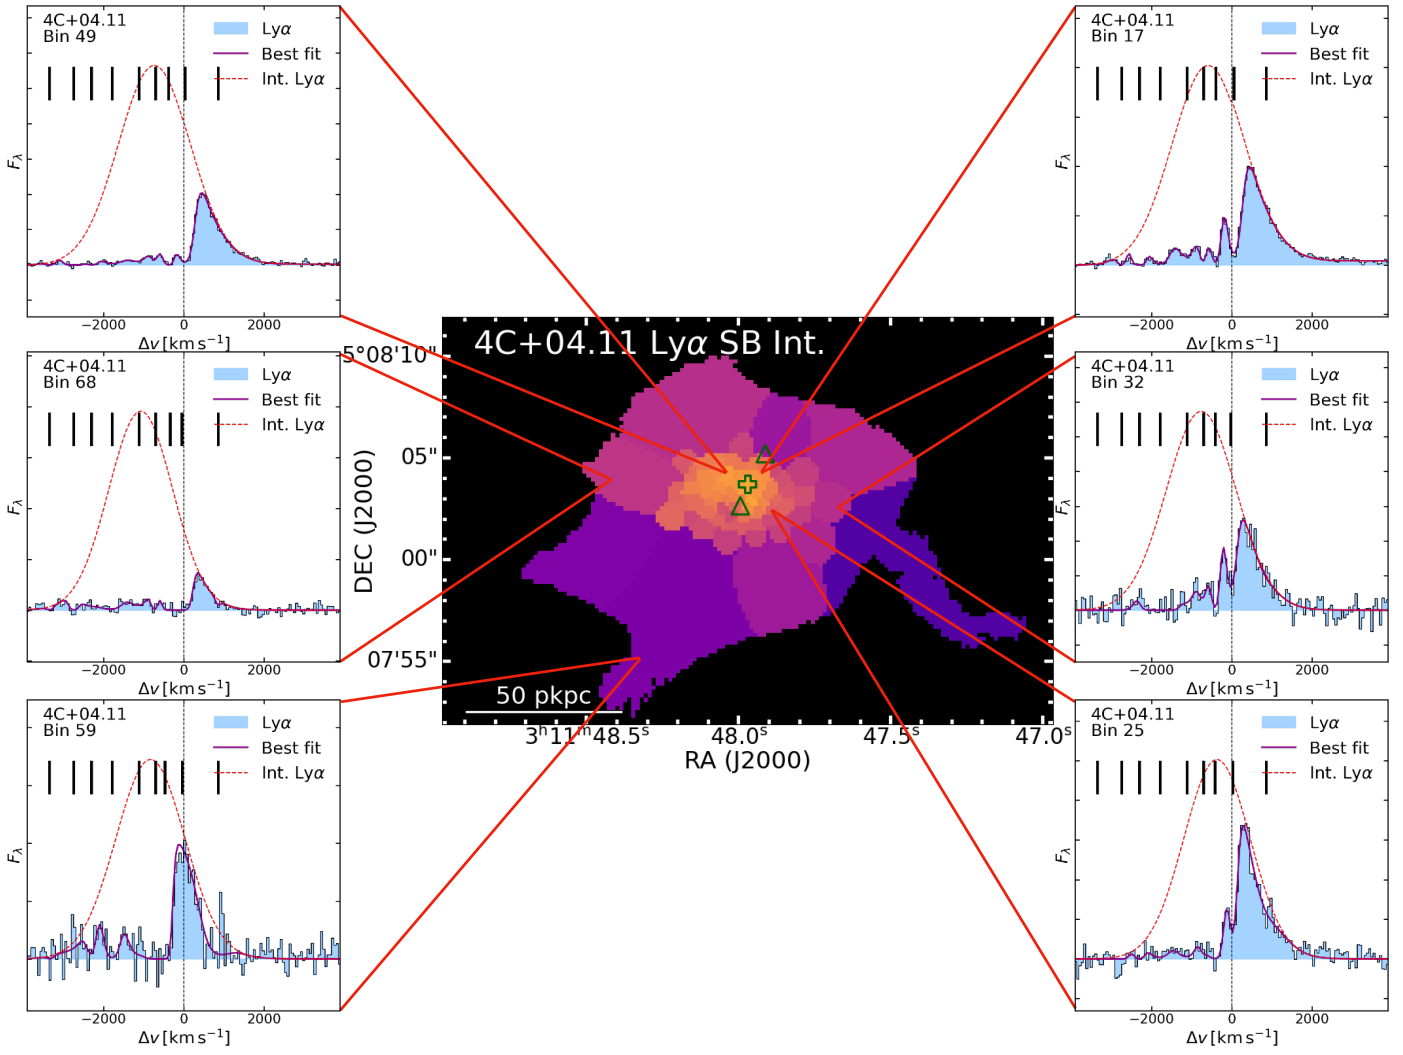 4C+04.11
Bin 49
Lyα
Best fit
Int. Lyα
Fλ
−2000 0 2000
Δv [km s⁻¹]
4C+04.11
Bin 68
Lyα
Best fit
Int. Lyα
Fλ
−2000 0 2000
Δv [km s⁻¹]
4C+04.11
Bin 59
Lyα
Best fit
Int. Lyα
Fλ
−2000 0 2000
Δv [km s⁻¹]
4C+04.11 Lyα SB Int.
5°08'10"
05"
00"
07'55"
DEC (J2000)
50 pkpc
3ʰ11ᵐ48.5ˢ 48.0ˢ 47.5ˢ 47.0ˢ
RA (J2000)
4C+04.11
Bin 17
Lyα
Best fit
Int. Lyα
Fλ
−2000 0 2000
Δv [km s⁻¹]
4C+04.11
Bin 32
Lyα
Best fit
Int. Lyα
Fλ
−2000 0 2000
Δv [km s⁻¹]
4C+04.11
Bin 25
Lyα
Best fit
Int. Lyα
Fλ
−2000 0 2000
Δv [km s⁻¹]